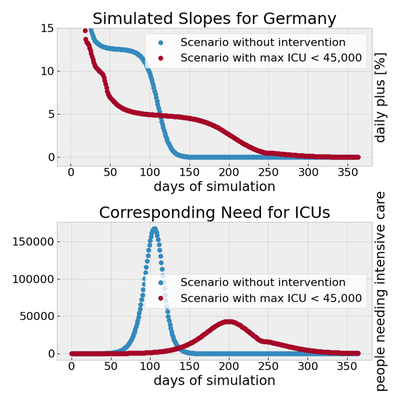 Simulated Slopes for Germany
15
10
5
0
Scenario without intervention
Scenario with max ICU < 45,000
daily plus [%]
0 50 100 150 200 250 300 350
days of simulation
Corresponding Need for ICUs
150000
100000
50000
0
Scenario without intervention
Scenario with max ICU < 45,000
people needing intensive care
0 50 100 150 200 250 300 350
days of simulation